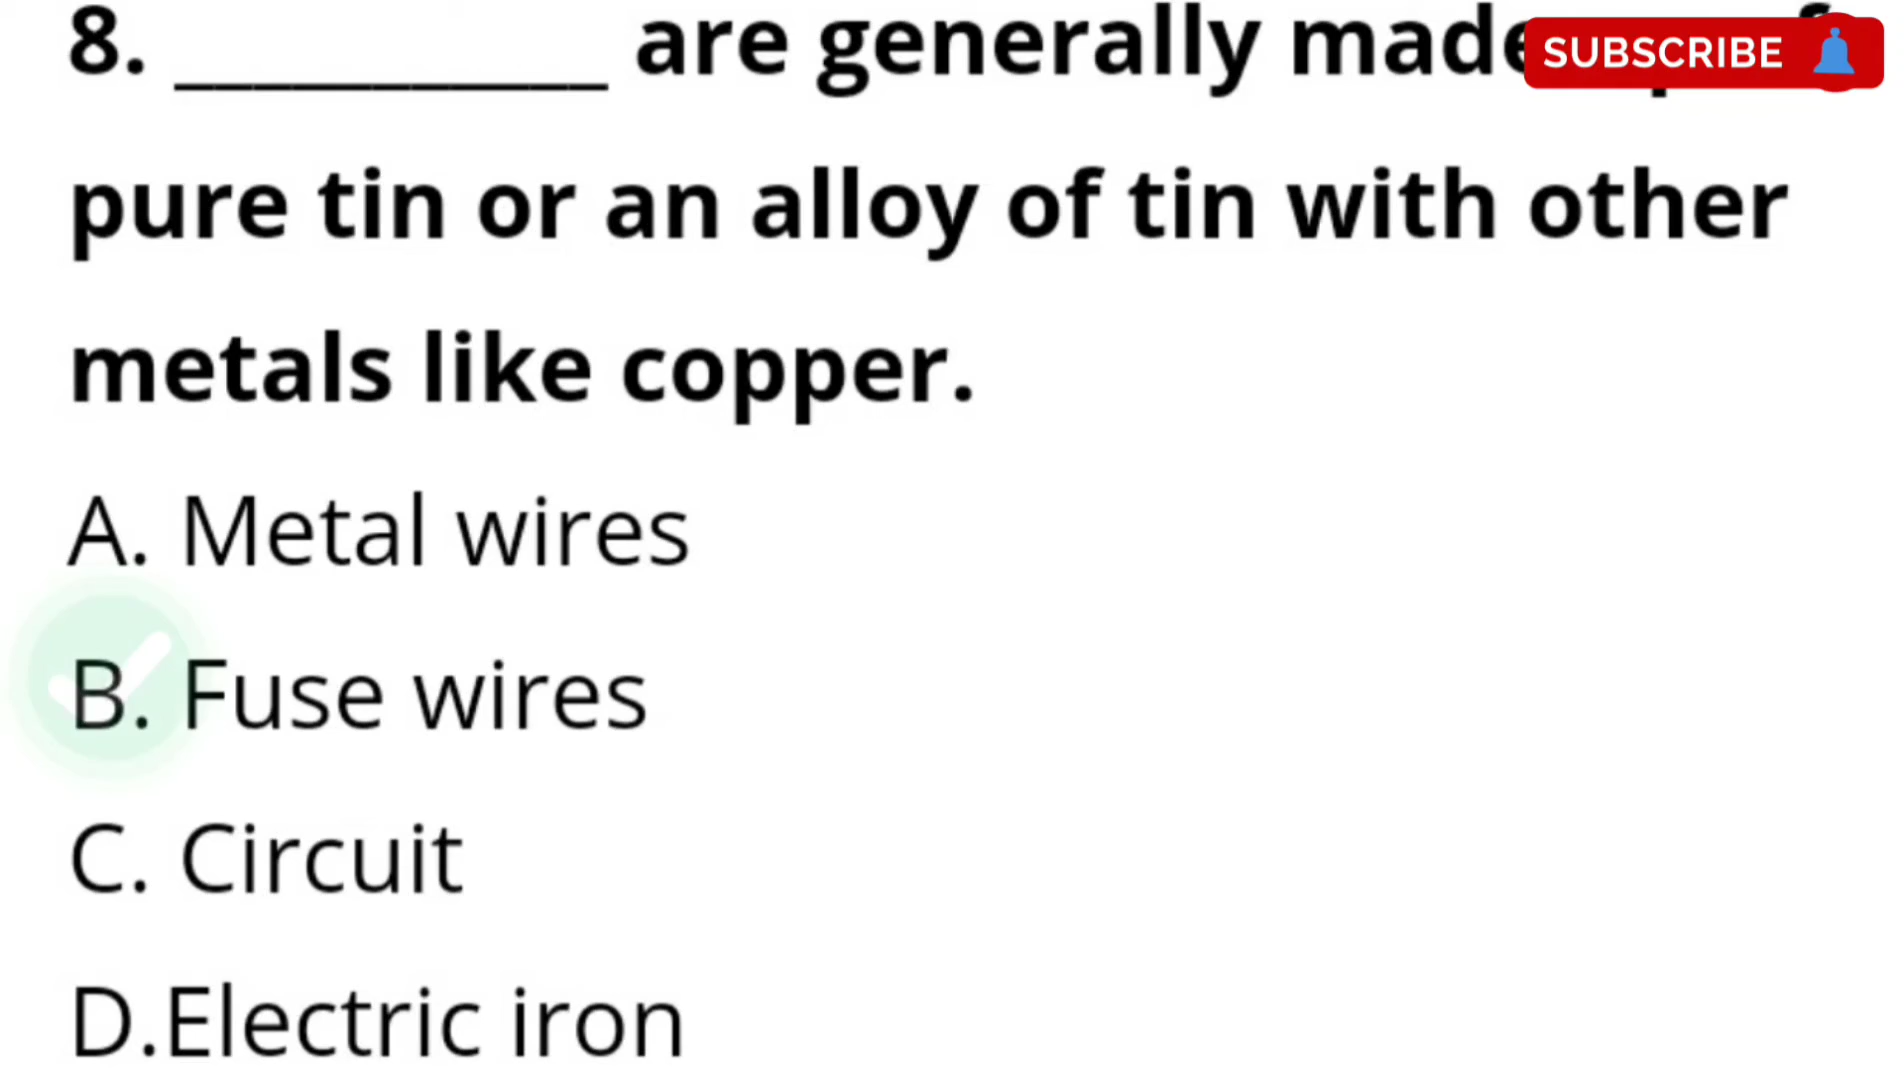 8. __________ are generally made
SUBSCRIBE
pure tin or an alloy of tin with other
metals like copper.
A. Metal wires
B. Fuse wires
C. Circuit
D.Electric iron